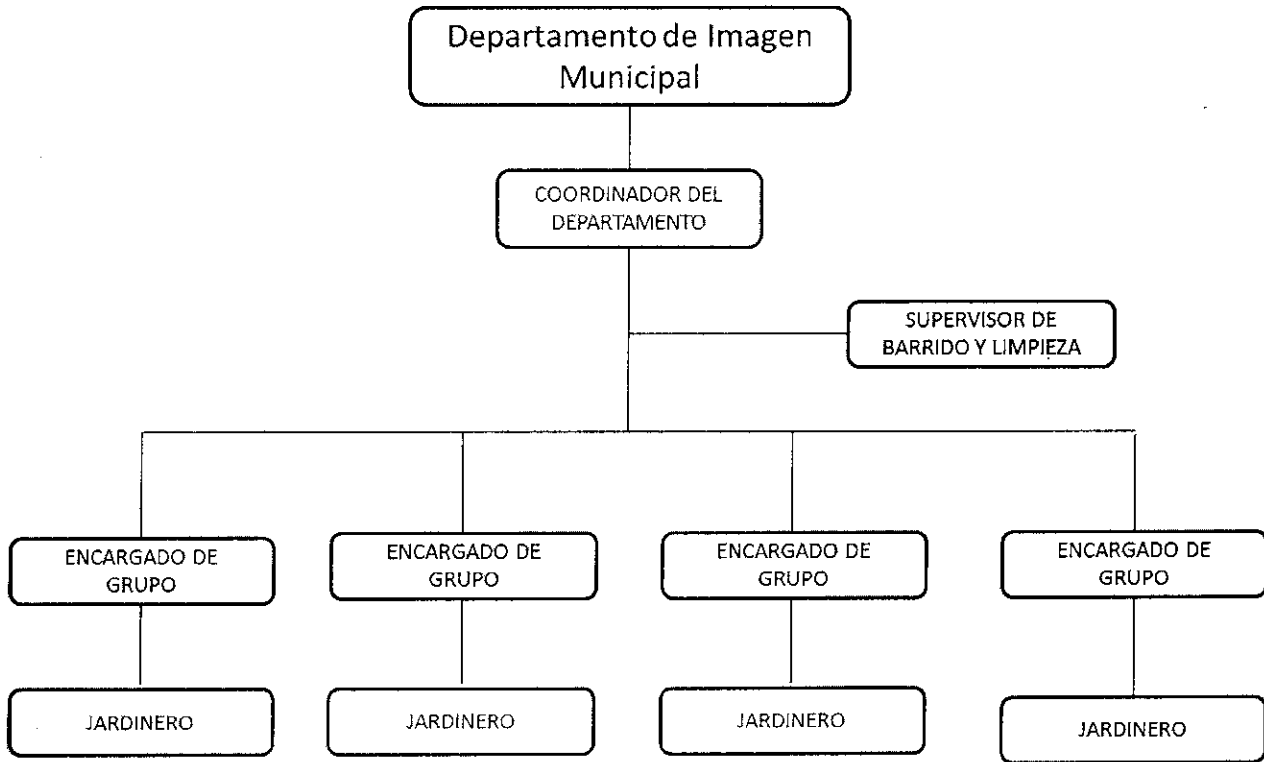 Departamento de Imagen
Municipal
COORDINADOR DEL
DEPARTAMENTO
SUPERVISOR DE
BARRIDO Y LIMPIEZA
ENCARGADO DE
GRUPO
ENCARGADO DE
GRUPO
ENCARGADO DE
GRUPO
ENCARGADO DE
GRUPO
JARDINERO
JARDINERO
JARDINERO
JARDINERO